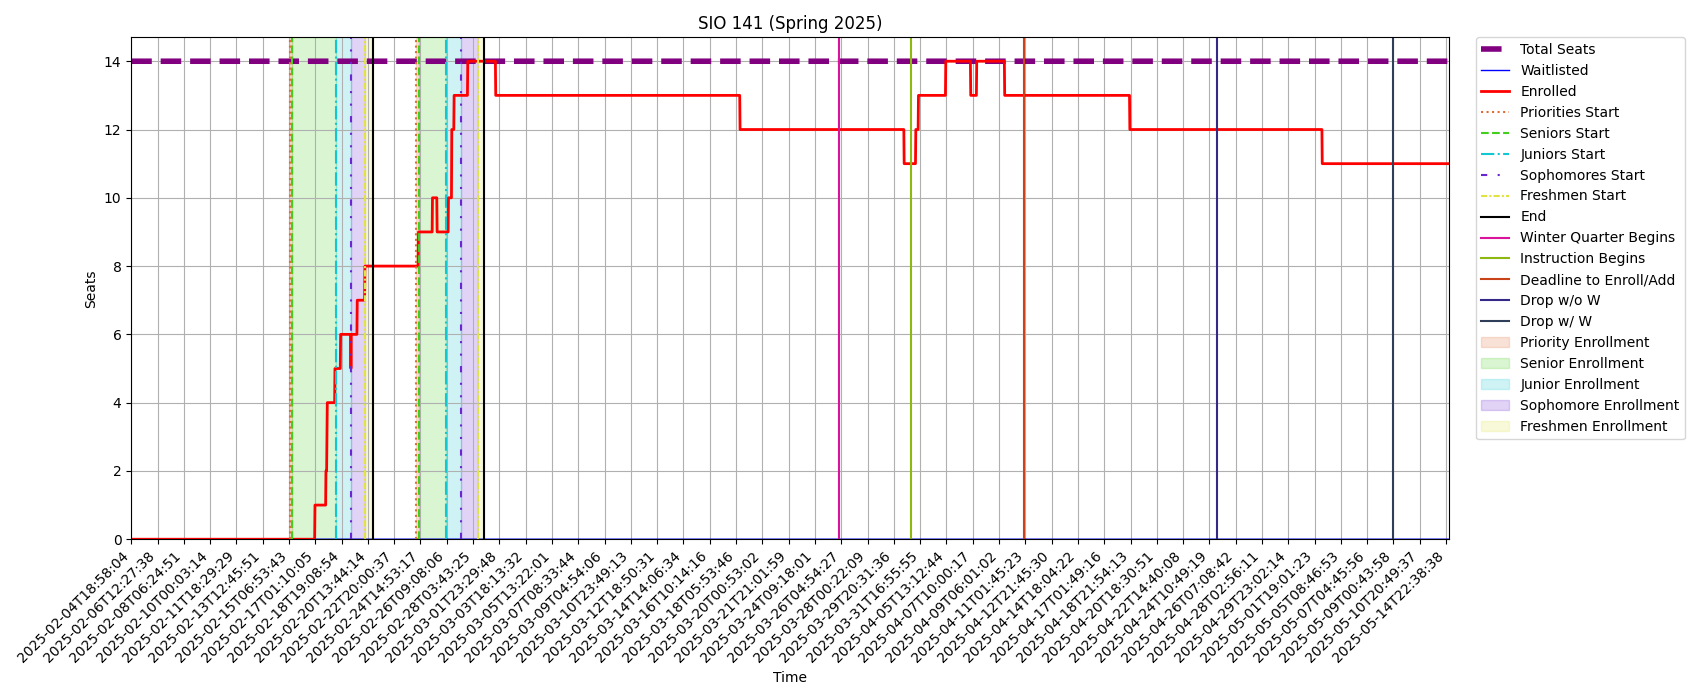 SIO 141 (Spring 2025)
Seats
14
12
10
8
6
4
2
0
2025-02-04T18:58:04
2025-02-06T12:27:38
2025-02-08T06:24:51
2025-02-10T00:03:14
2025-02-11T18:29:29
2025-02-13T12:45:51
2025-02-15T06:53:43
2025-02-17T01:10:05
2025-02-18T19:08:54
2025-02-20T13:44:14
2025-02-22T20:00:37
2025-02-24T14:53:17
2025-02-26T09:08:06
2025-02-28T03:43:25
2025-03-01T23:29:48
2025-03-03T18:13:32
2025-03-05T13:22:01
2025-03-07T08:33:44
2025-03-09T04:54:06
2025-03-10T23:49:13
2025-03-12T18:50:31
2025-03-14T14:06:34
2025-03-16T10:14:16
2025-03-18T05:53:46
2025-03-20T00:53:02
2025-03-21T21:01:59
2025-03-24T09:18:01
2025-03-26T04:54:27
2025-03-28T00:22:09
2025-03-29T20:31:36
2025-03-31T16:55:55
2025-04-05T13:12:44
2025-04-07T10:00:17
2025-04-09T06:01:02
2025-04-11T01:45:23
2025-04-12T21:45:30
2025-04-14T18:04:22
2025-04-17T01:49:16
2025-04-18T21:54:13
2025-04-20T18:30:51
2025-04-22T14:40:08
2025-04-24T10:49:19
2025-04-26T07:08:42
2025-04-28T02:56:11
2025-04-29T23:02:14
2025-05-01T19:01:23
2025-05-05T08:46:53
2025-05-07T04:45:56
2025-05-09T00:43:58
2025-05-10T20:49:37
2025-05-14T22:38:38
Time
Total Seats
Waitlisted
Enrolled
Priorities Start
Seniors Start
Juniors Start
Sophomores Start
Freshmen Start
End
Winter Quarter Begins
Instruction Begins
Deadline to Enroll/Add
Drop w/o W
Drop w/ W
Priority Enrollment
Senior Enrollment
Junior Enrollment
Sophomore Enrollment
Freshmen Enrollment